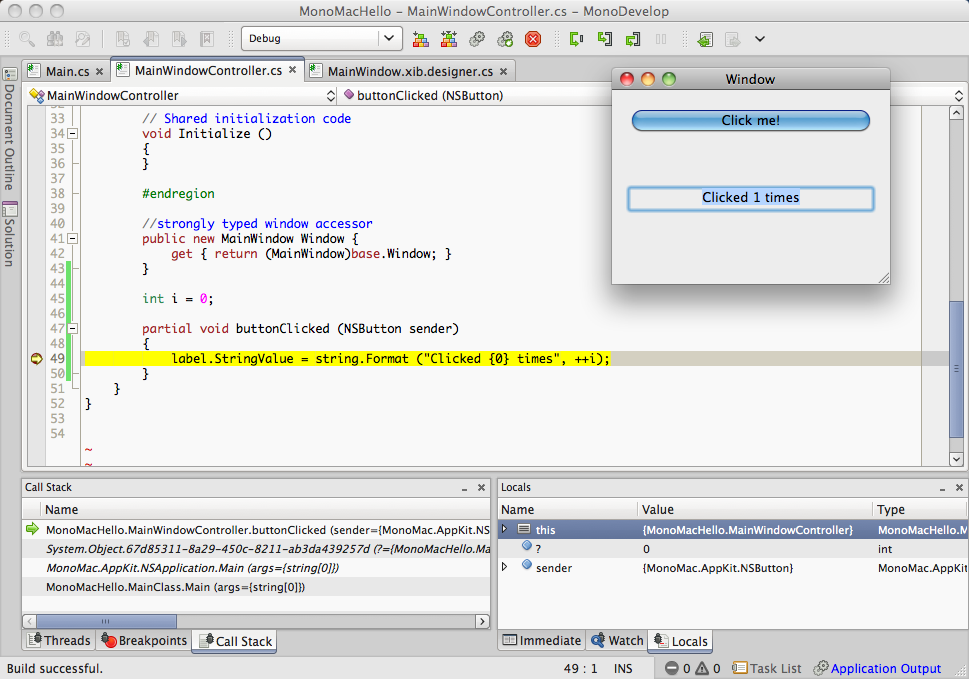 MonoMacHello – MainWindowController.cs – MonoDevelop
Debug
Main.cs ×
MainWindowController.cs ×
MainWindow.xib.designer.cs ×
MainWindowController
buttonClicked (NSButton)
Document Outline
Solution
33 // Shared initialization code
34 void Initialize ()
35 {
36 }
37
38 #endregion
39
40 //strongly typed window accessor
41 public new MainWindow Window {
42 get { return (MainWindow)base.Window; }
43 }
44
45 int i = 0;
46
47 partial void buttonClicked (NSButton sender)
48 {
49 label.StringValue = string.Format ("Clicked {0} times", ++i);
50 }
51 }
52 }
53
54
~
~
Window
Click me!
Clicked 1 times
Call Stack
Name
MonoMacHello.MainWindowController.buttonClicked (sender={MonoMac.AppKit.NS
System.Object.67d85311-8a29-450c-8211-ab3da439257d (?={MonoMacHello.Ma
MonoMac.AppKit.NSApplication.Main (args={string[0]})
MonoMacHello.MainClass.Main (args={string[0]})
Threads
Breakpoints
Call Stack
Locals
Name Value Type
this {MonoMacHello.MainWindowController} MonoMacHello.M
? 0 int
sender {MonoMac.AppKit.NSButton} MonoMac.AppKit
Immediate
Watch
Locals
Build successful.
49 : 1 INS
0 0
Task List
Application Output